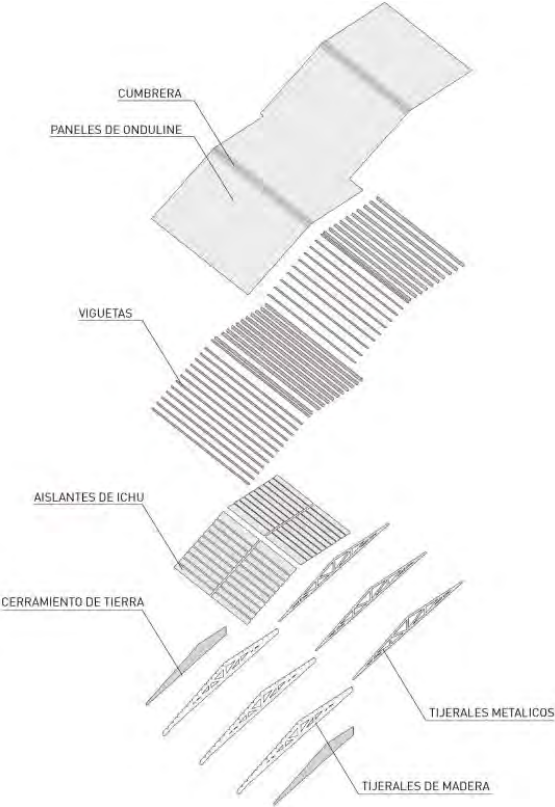 CUMBRERA
PANELES DE ONDULINE
VIGUETAS
AISLANTES DE ICHU
CERRAMIENTO DE TIERRA
TIJERALES METALICOS
TIJERALES DE MADERA